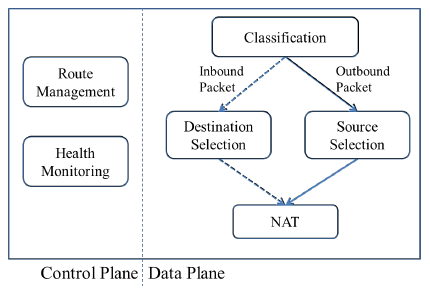 Classification
Inbound
Packet
Outbound
Packet
Route
Management
Destination
Selection
Source
Selection
Health
Monitoring
NAT
Control Plane
Data Plane